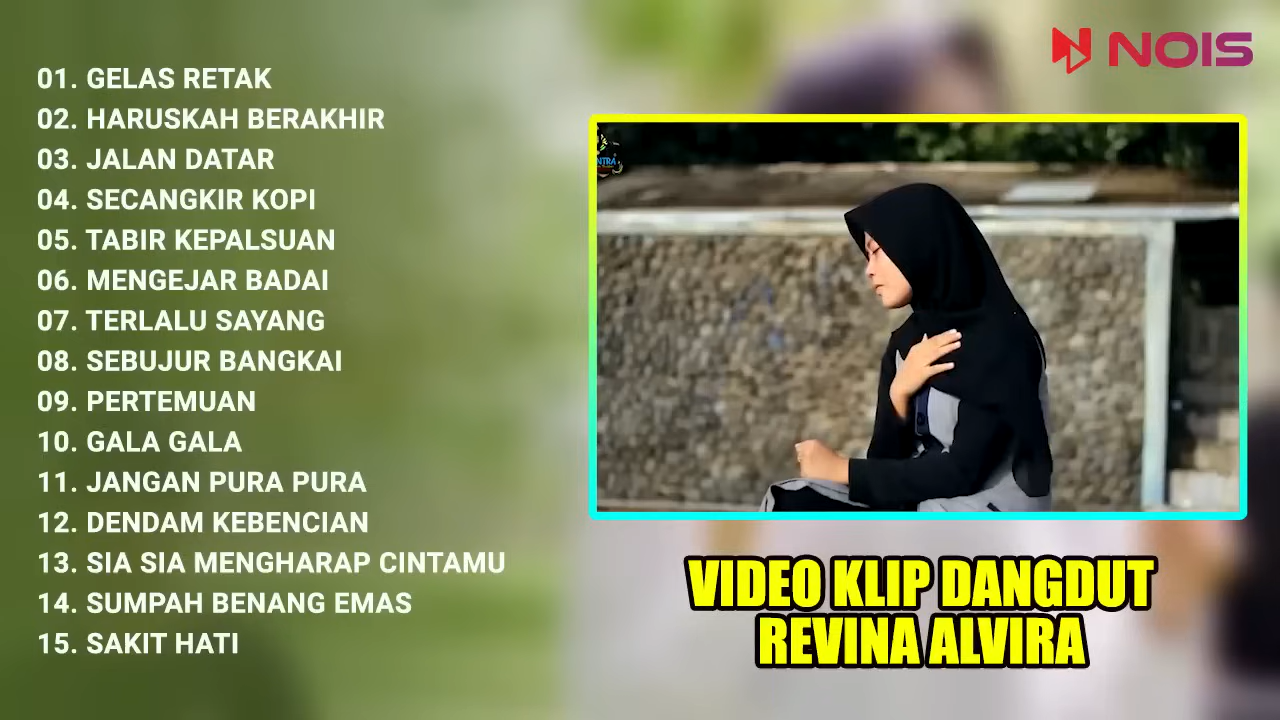 01. GELAS RETAK
02. HARUSKAH BERAKHIR
03. JALAN DATAR
04. SECANGKIR KOPI
05. TABIR KEPALSUAN
06. MENGEJAR BADAI
07. TERLALU SAYANG
08. SEBUJUR BANGKAI
09. PERTEMUAN
10. GALA GALA
11. JANGAN PURA PURA
12. DENDAM KEBENCIAN
13. SIA SIA MENGHARAP CINTAMU
14. SUMPAH BENANG EMAS
15. SAKIT HATI
NOIS
VIDEO KLIP DANGDUT
REVINA ALVIRA